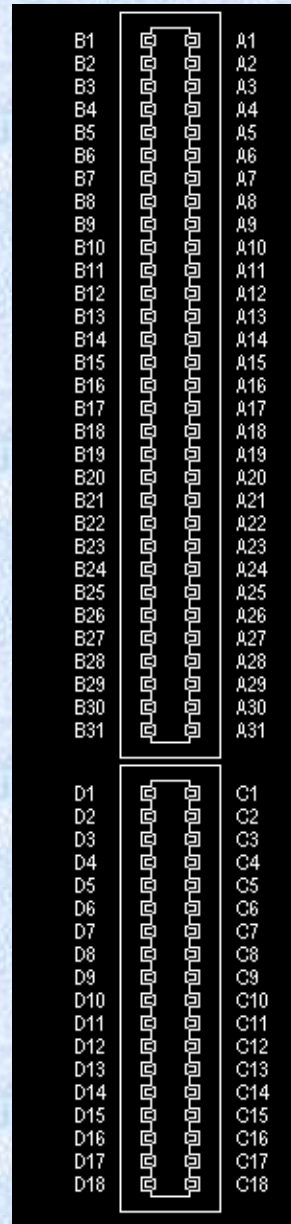 B1 A1
B2 A2
B3 A3
B4 A4
B5 A5
B6 A6
B7 A7
B8 A8
B9 A9
B10 A10
B11 A11
B12 A12
B13 A13
B14 A14
B15 A15
B16 A16
B17 A17
B18 A18
B19 A19
B20 A20
B21 A21
B22 A22
B23 A23
B24 A24
B25 A25
B26 A26
B27 A27
B28 A28
B29 A29
B30 A30
B31 A31
D1 C1
D2 C2
D3 C3
D4 C4
D5 C5
D6 C6
D7 C7
D8 C8
D9 C9
D10 C10
D11 C11
D12 C12
D13 C13
D14 C14
D15 C15
D16 C16
D17 C17
D18 C18